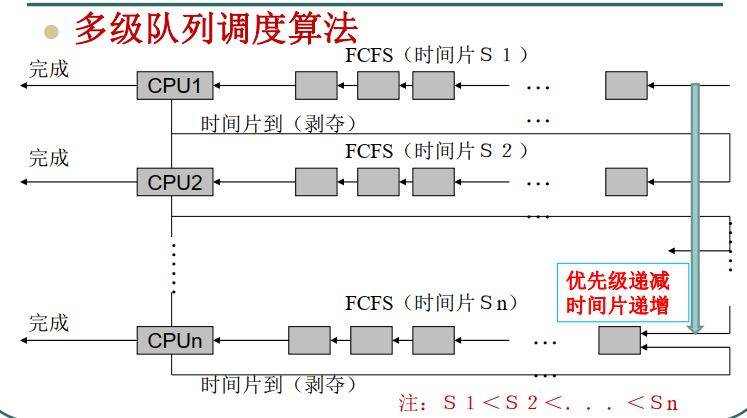 多级队列调度算法
FCFS（时间片Ｓ１）
完成
CPU1
...
时间片到（剥夺）
...
FCFS（时间片Ｓ２）
完成
CPU2
...
...
优先级递减
时间片递增
FCFS（时间片Ｓn）
完成
CPUn
...
时间片到（剥夺）
...
注：Ｓ１＜Ｓ２＜．．．＜Ｓn